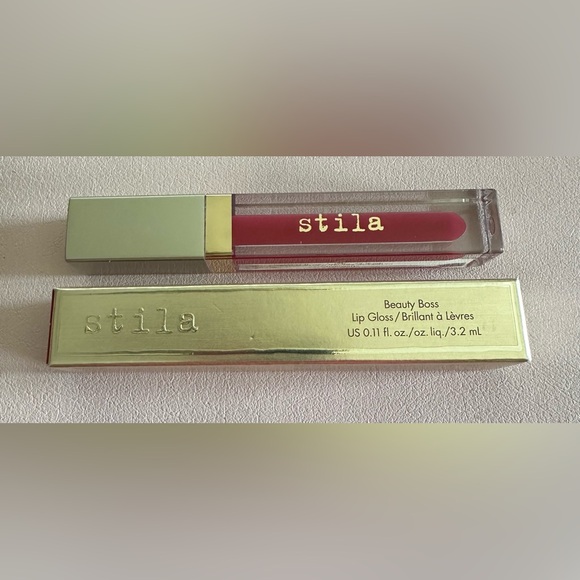 stila
stila
Beauty Boss
Lip Gloss/Brillant à Lèvres
US 0.11 fl. oz./oz. liq./3.2 mL